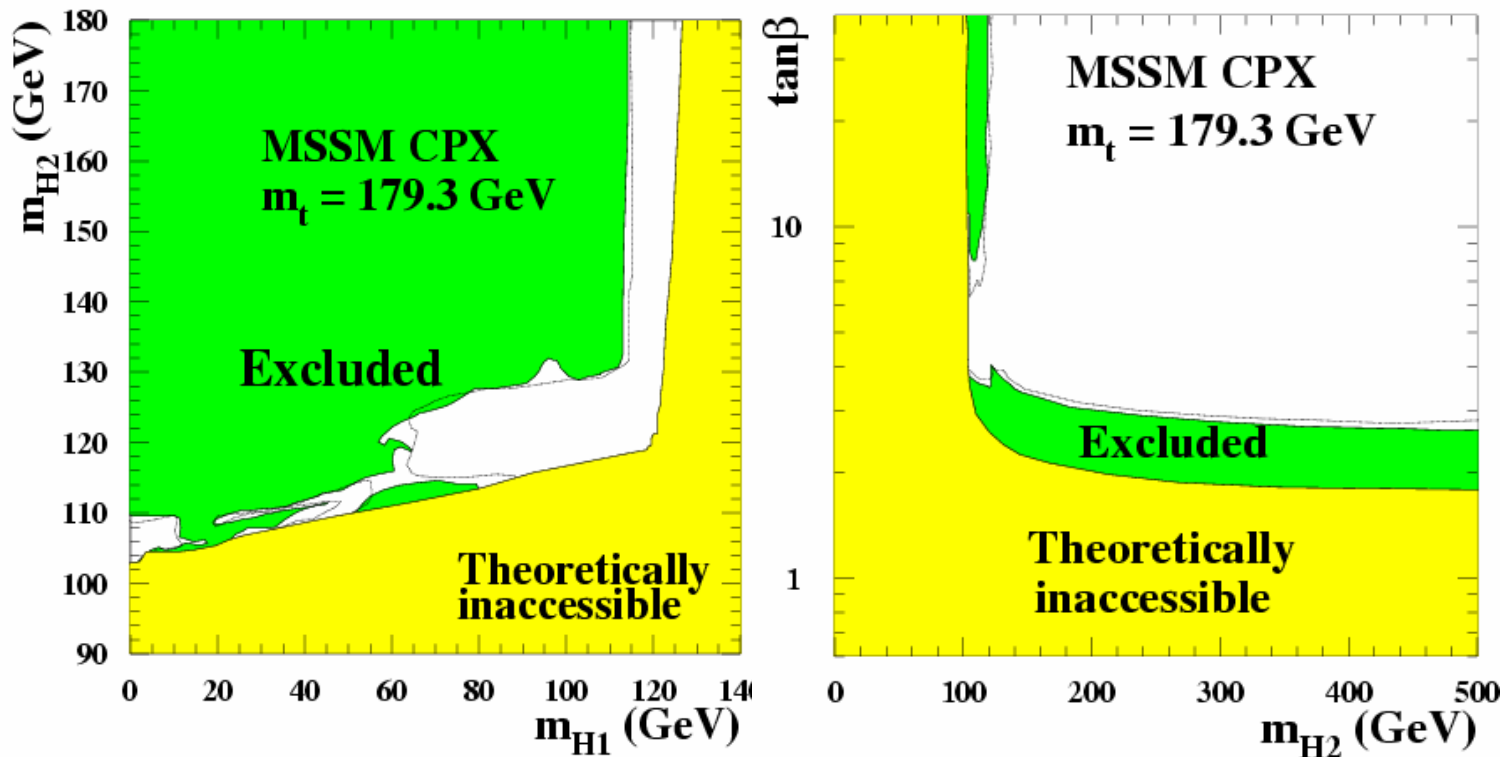 m_H2 (GeV)
180
170
160
150
140
130
120
110
100
90
MSSM CPX
m_t = 179.3 GeV
Excluded
Theoretically
inaccessible
0 20 40 60 80 100 120 14
m_H1 (GeV)
tanβ
10
1
MSSM CPX
m_t = 179.3 GeV
Excluded
Theoretically
inaccessible
0 100 200 300 400 500
m_H2 (GeV)